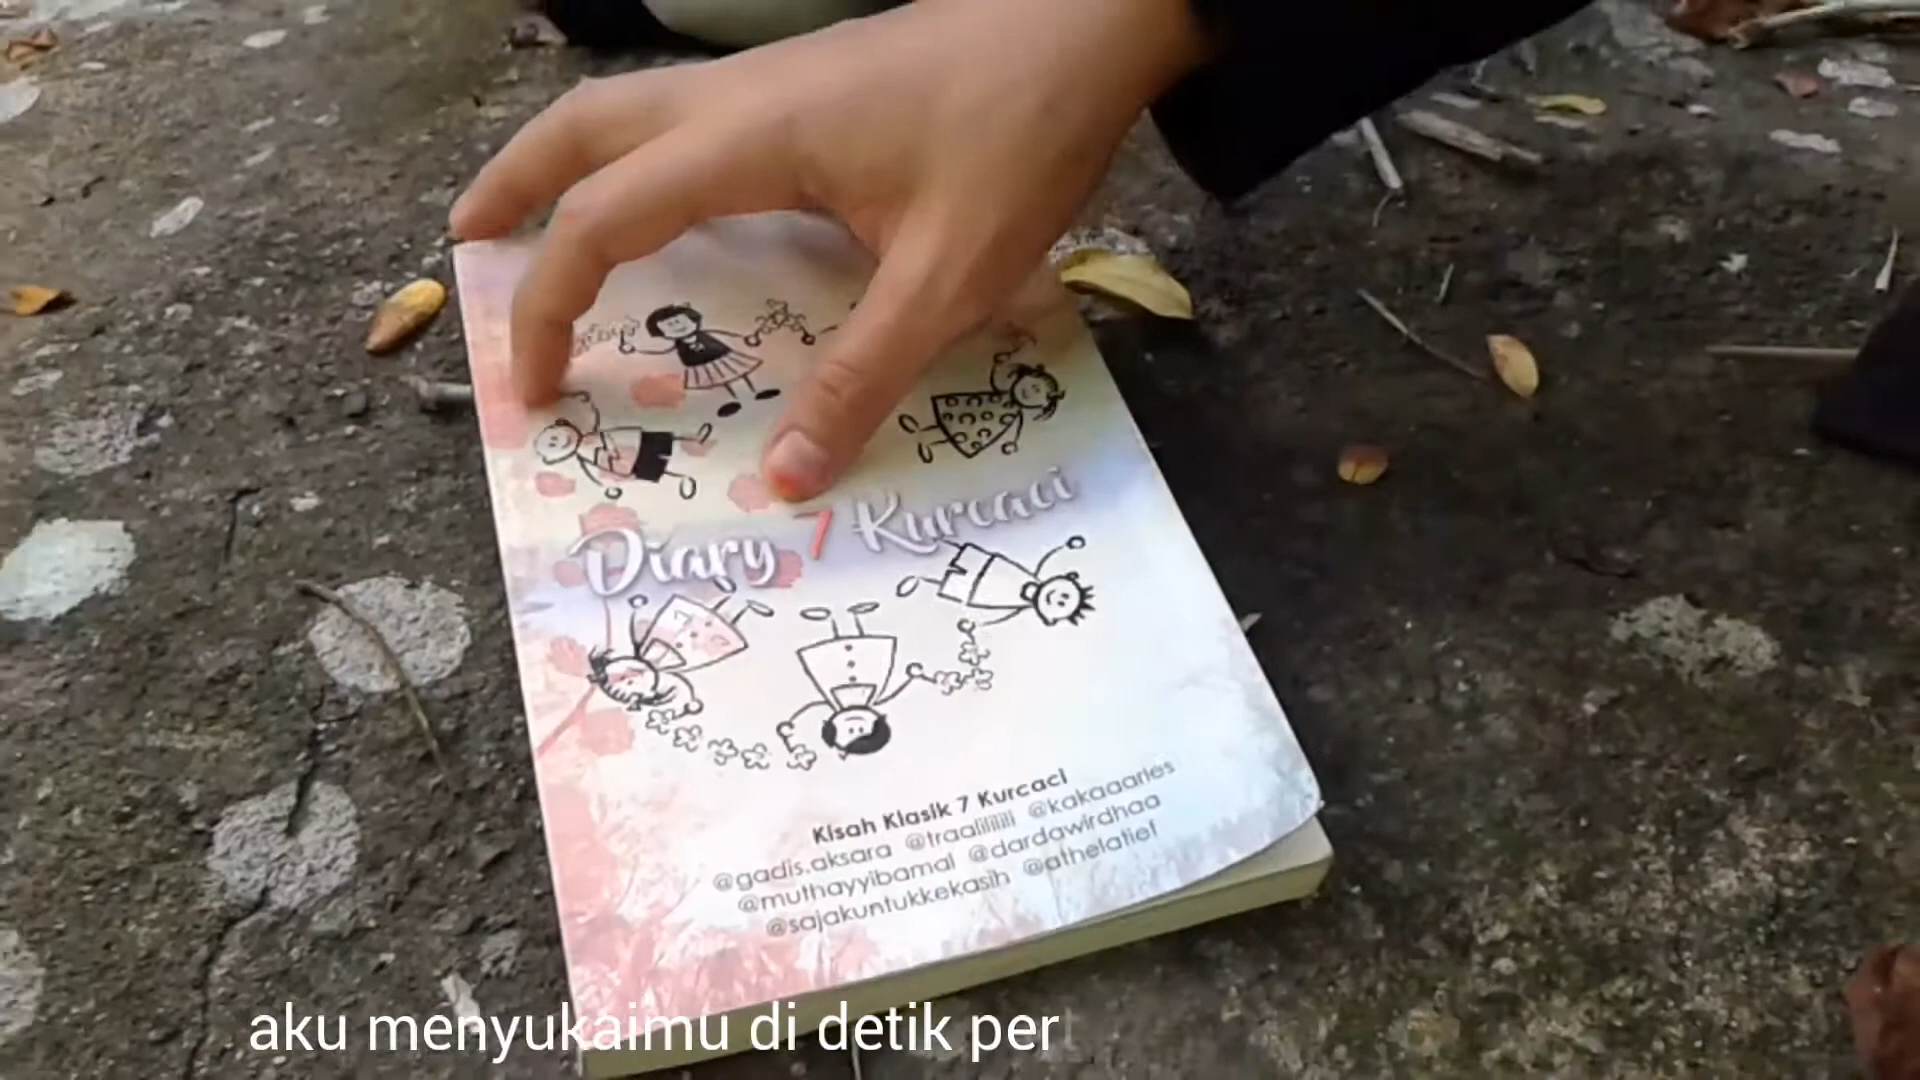 Diary 7 Kurcaci
Kisah Klasik 7 Kurcaci
@gadis.aksara @traaliliill @kakaaaries
@muthayyibamal @dardawirdhaa
@sajakuntukkekasih @athelatief
aku menyukaimu di detik per